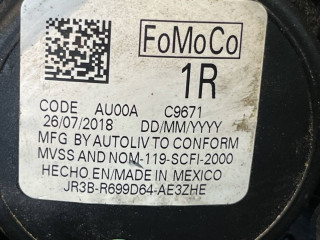 FoMoCo
1R
CODE AU00A C9671
26/07/2018 DD/MM/YYYY
MFG BY AUTOLIV TO CONFORM
MVSS AND NOM-119-SCFI-2000
HECHO EN/MADE IN MEXICO
JR3B-R699D64-AE3ZHE